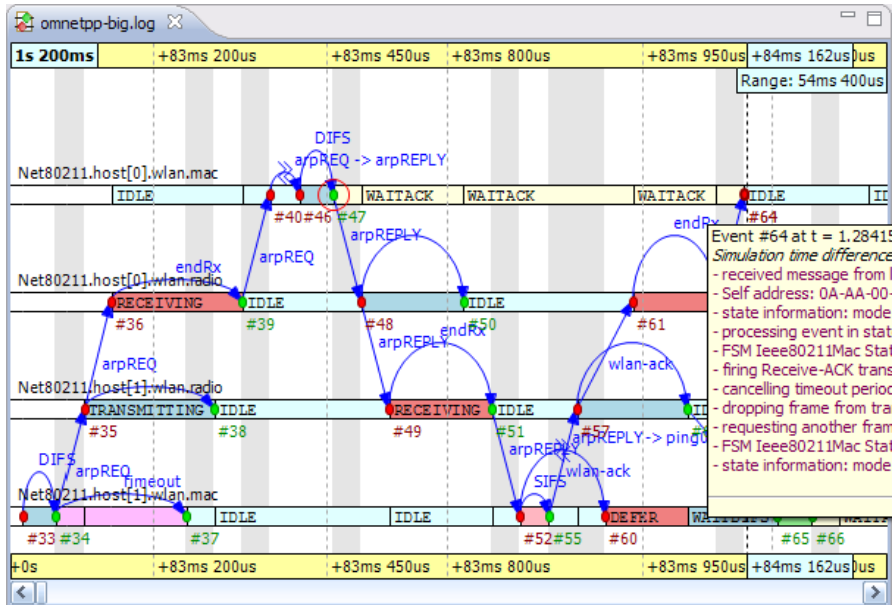 omnetpp-big.log
1s 200ms +83ms 200us +83ms 450us +83ms 800us +83ms 950us +84ms 162us us
Range: 54ms 400us
DIFS
arpREQ -> arpREPLY
Net80211.host[0].wlan.mac
IDLE WAITACK WAITACK WAITACK IDLE
#40 #46 #47 #64
arpREQ arpREPLY endRx
endRx
Net80211.host[0].wlan.radio
RECEIVING IDLE IDLE
#36 #39 #48 #50 #61
endRx
arpREPLY
arpREQ wlan-ack
Net80211.host[1].wlan.radio
TRANSMITTING IDLE RECEIVING IDLE
#35 #38 #49 #51 #57
arpREPLY -> pingu
DIFS arpREQ arpREPLY wlan-ack
timeout SIFS
Net80211.host[1].wlan.mac
IDLE IDLE DEFER
#33 #34 #37 #52 #55 #60 #65 #66
+0s +83ms 200us +83ms 450us +83ms 800us +83ms 950us +84ms 162us us
Event #64 at t = 1.28415
Simulation time difference
- received message from
- Self address: 0A-AA-00-
- state information: mode
- processing event in stat
- FSM Ieee80211Mac Stat
- firing Receive-ACK trans
- cancelling timeout perioc
- dropping frame from tra
- requesting another fram
- FSM Ieee80211Mac Stat
- state information: mode